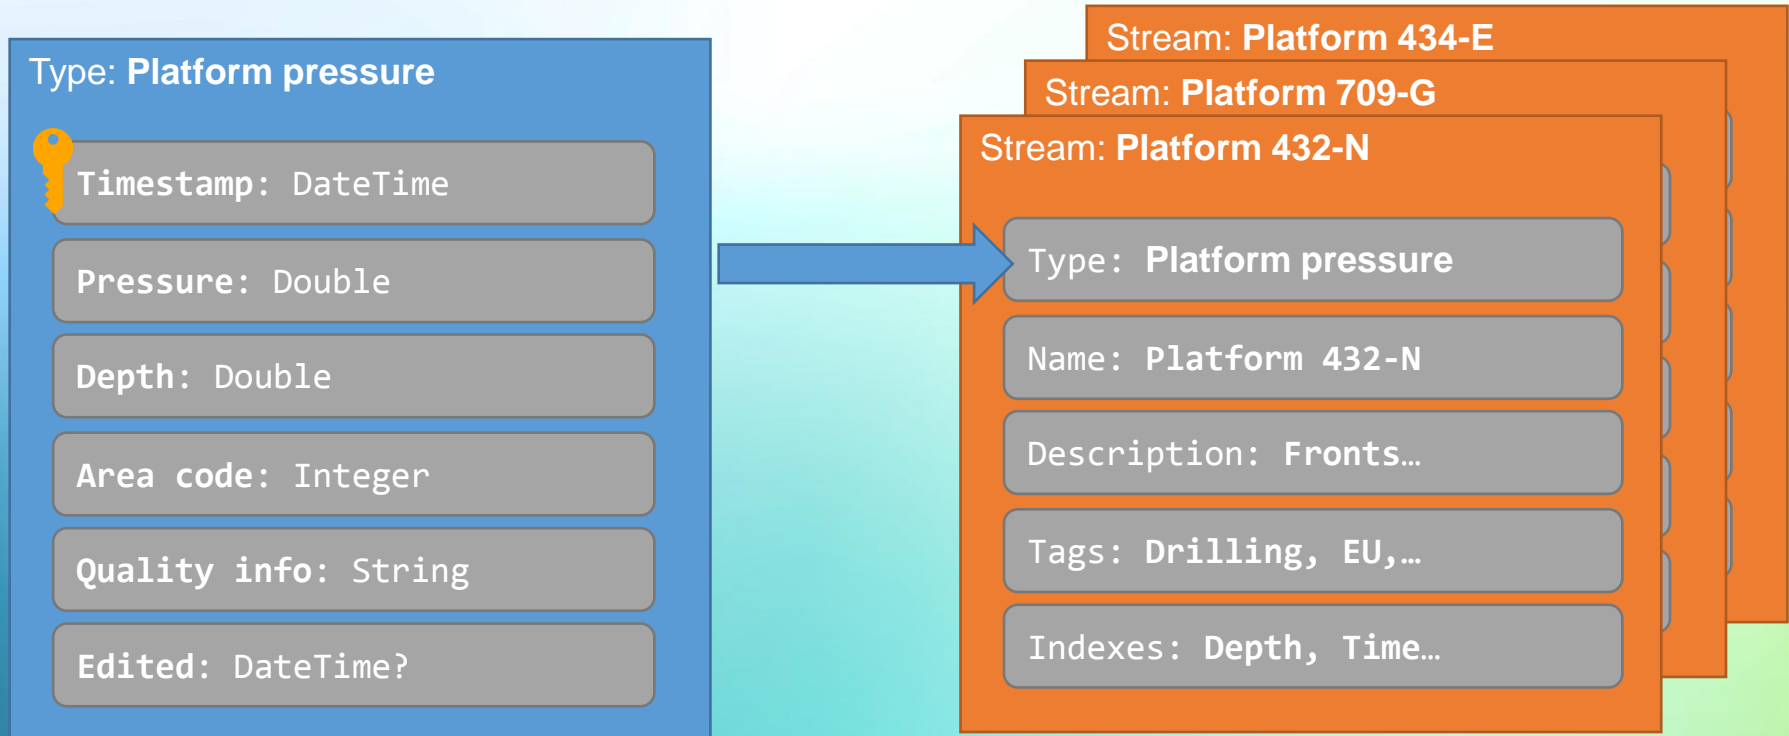 Type: Platform pressure
Timestamp: DateTime
Pressure: Double
Depth: Double
Area code: Integer
Quality info: String
Edited: DateTime?
Stream: Platform 434-E
Stream: Platform 709-G
Stream: Platform 432-N
Type: Platform pressure
Name: Platform 432-N
Description: Fronts…
Tags: Drilling, EU,…
Indexes: Depth, Time…